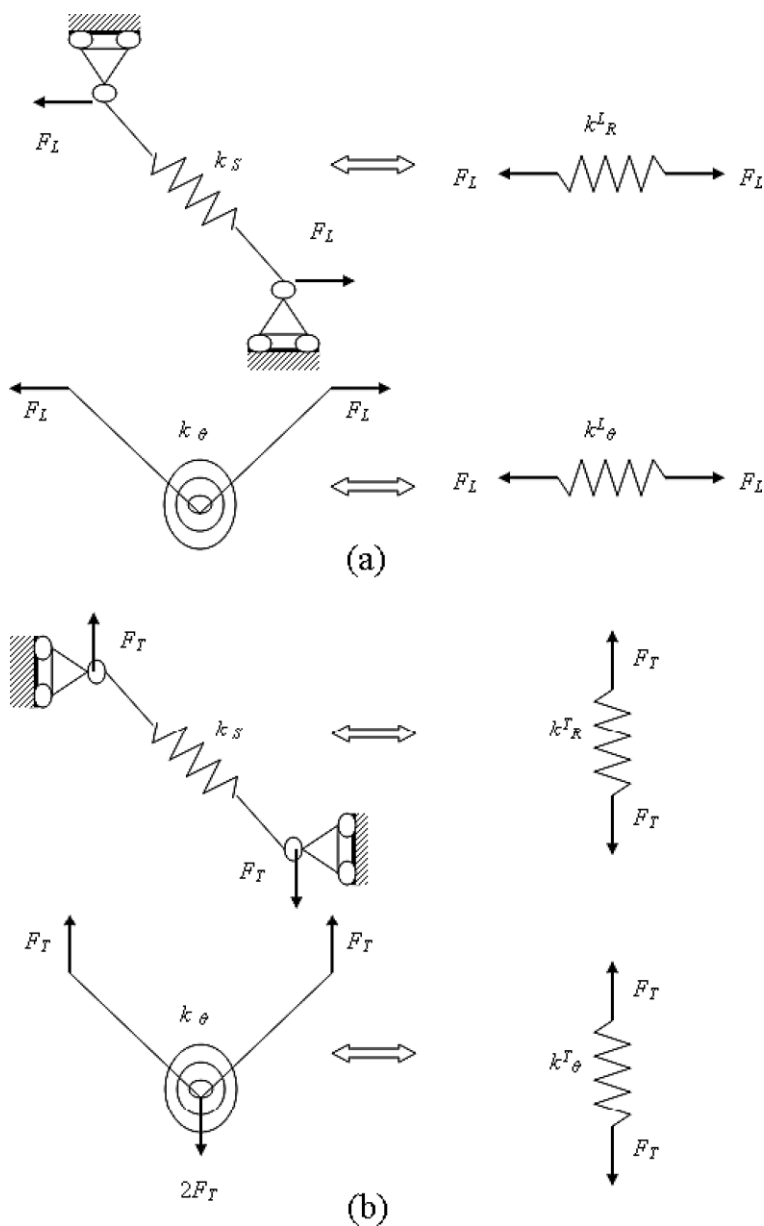 k^L_R
F_L
k_S
F_L
F_L
F_L
F_L
F_L
k_θ
k^L_θ
F_L
F_L
(a)
F_T
F_T
k_S
k^T_R
F_T
F_T
F_T
F_T
F_T
k_θ
k^T_θ
F_T
2F_T
(b)